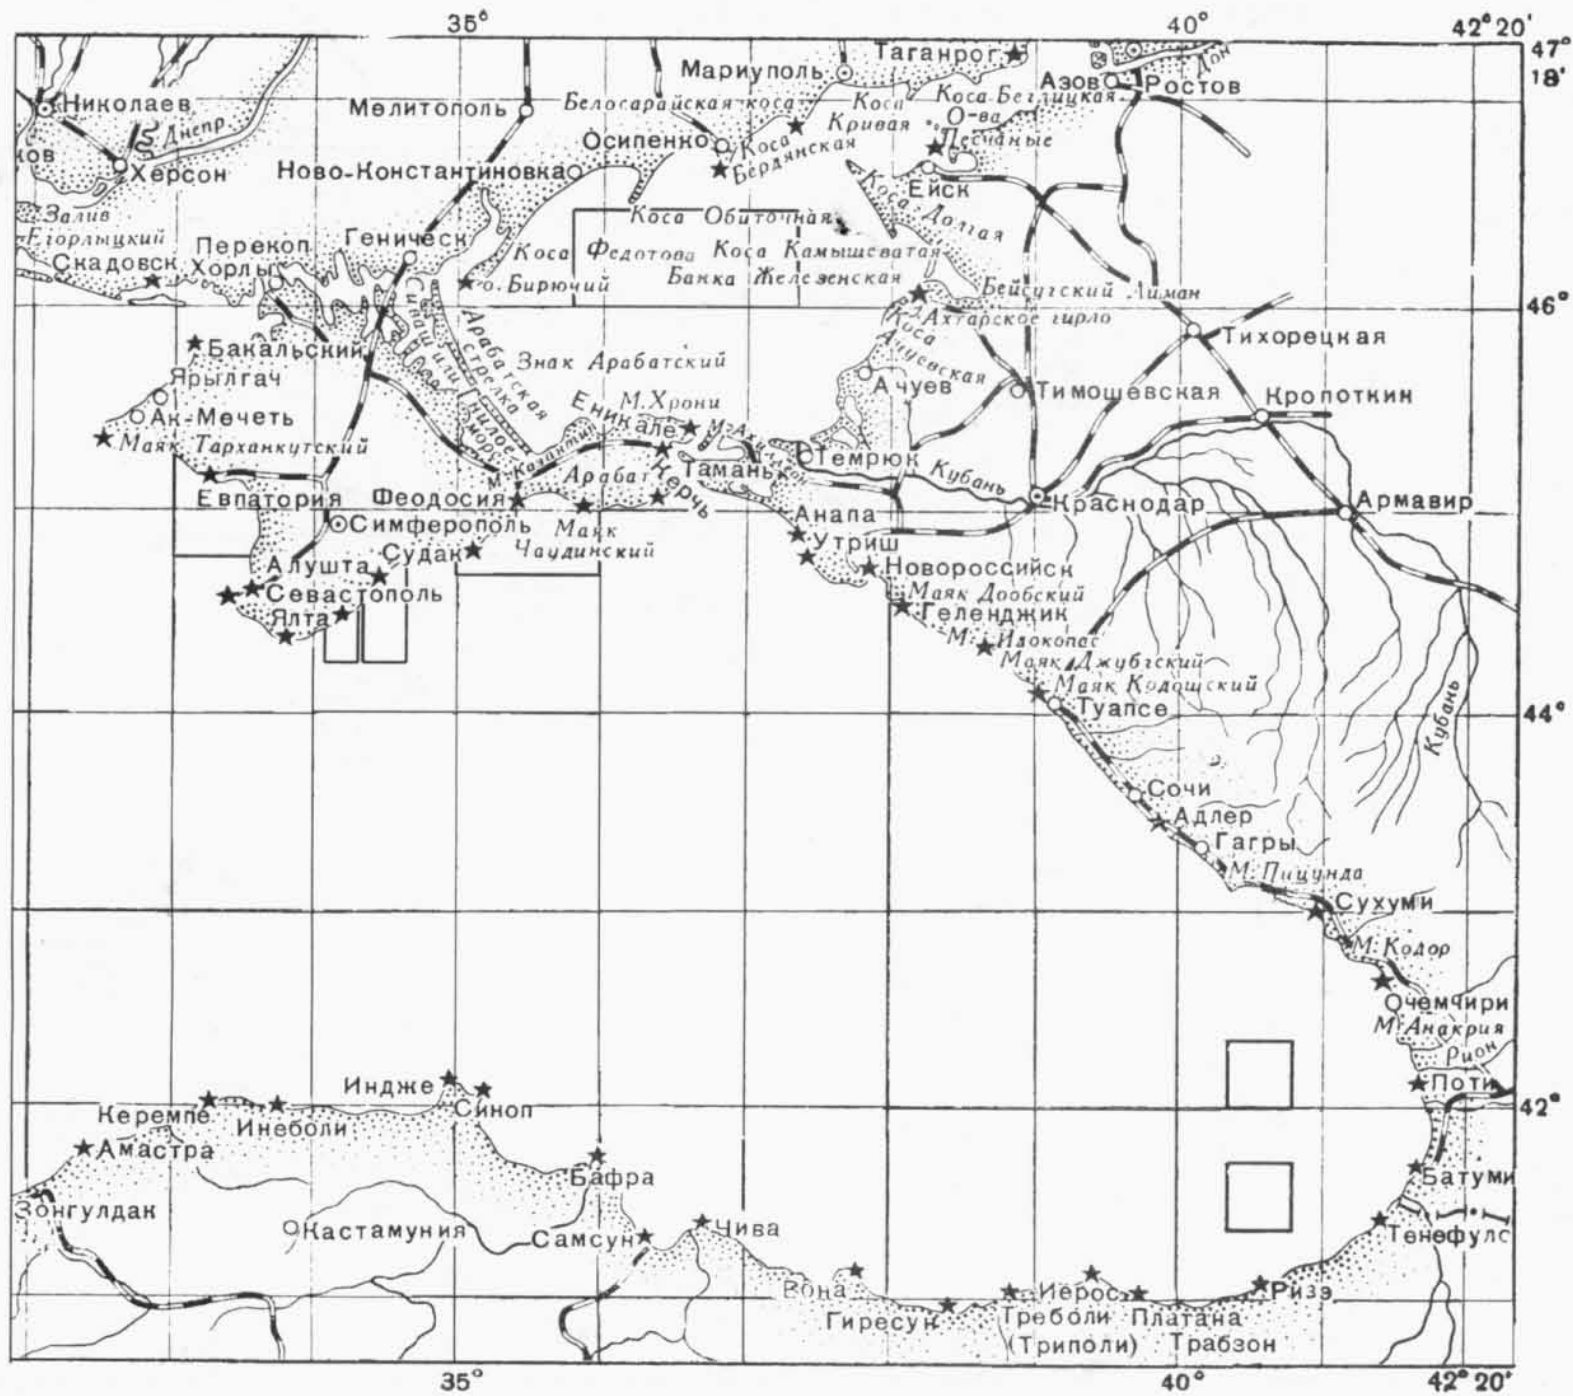 35°
40°
42°20'
47°
18'
Таганрог
Мариуполь
Азов
Ростов
Дон
Николаев
Днепр
Мелитополь
Белосарайская коса
Коса
Кривая
Коса Беглицкая
О-ва
Песчаные
ков
Херсон
Осипенко
Коса
Бердянская
Ново-Константиновка
Ейск
Коса Долгая
Залив
Егорлыцкий
Скадовск
Перекоп
Хорлы
Геническ
Коса Обиточная
Коса Федотова
Коса Камышеватая
о. Бирючий
Банка Железенская
Бейсугский Лиман
Ахтарское гирло
46°
Сиваш или Гнилое море
Арабатская стрелка
Коса
Ачуевская
Тихорецкая
Бакальский
Знак Арабатский
Ярылгач
Ачуев
Тимошевская
Кропоткин
Ак-Мечеть
М. Хрони
Еникале
Маяк Тарханкутский
М. Казантип
М. Ахиллеон
Тамань
Темрюк
Кубань
Арабат
Керчь
Евпатория
Феодосия
Краснодар
Армавир
Симферополь
Маяк
Чаудинский
Анапа
Судак
Утриш
Алушта
Новороссийск
Севастополь
Маяк Дообский
Ялта
Геленджик
М. Идокопас
Маяк Джубгский
Маяк Кодошский
Туапсе
44°
Кубань
Сочи
Адлер
Гагры
М. Пицунда
Сухуми
М. Кодор
Очемчири
М. Анакрия
Рион
Поти
Индже
Синоп
Керемпе
Инеболи
42°
Амастра
Бафра
Батуми
Зонгулдак
Кастамуния
Самсун
Чива
Вона
Гиресун
Иерос
Треболи
(Триполи)
Платана
Трабзон
Ризэ
35°
40°
42°20'